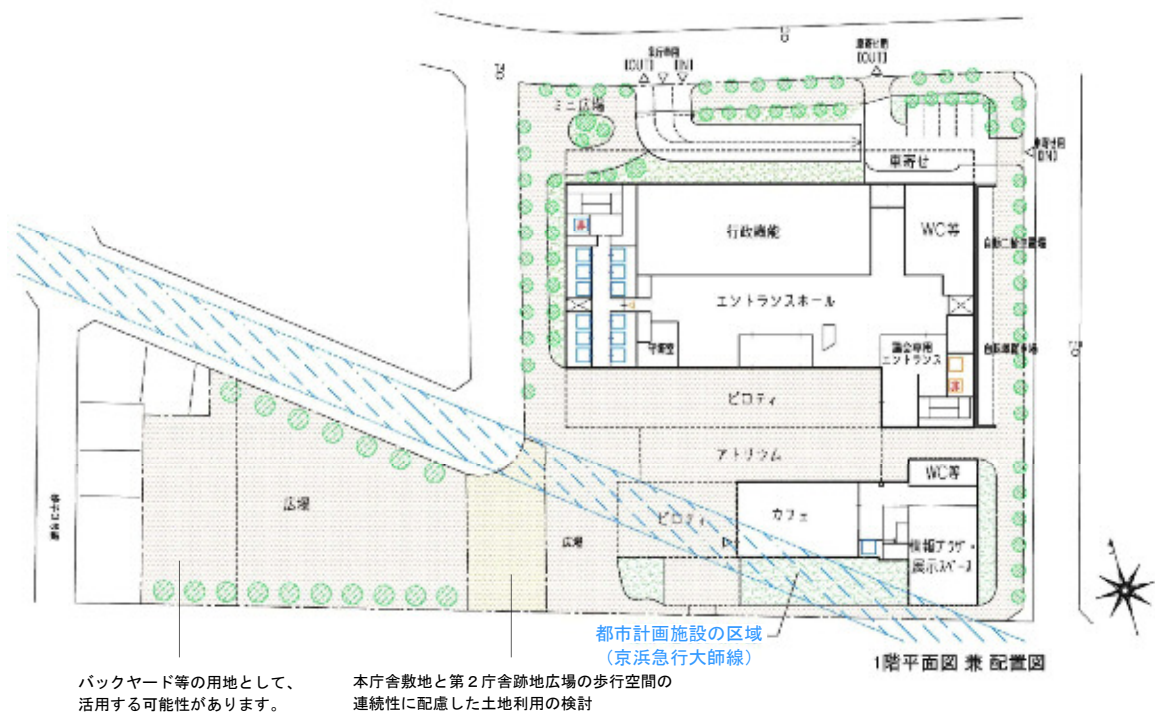 [OUT]
[IN]
[OUT]
ミニ広場
[IN]
車寄せ
行政機能
WC等
エントランスホール
守衛室
議会専用
エントランス
ピロティ
アトリウム
WC等
広場
ピロティ
カフェ
広場
情報プラザ・
展示スペース
都市計画施設の区域
（京浜急行大師線）
1階平面図 兼 配置図
バックヤード等の用地として、
活用する可能性があります。
本庁舎敷地と第２庁舎跡地広場の歩行空間の
連続性に配慮した土地利用の検討